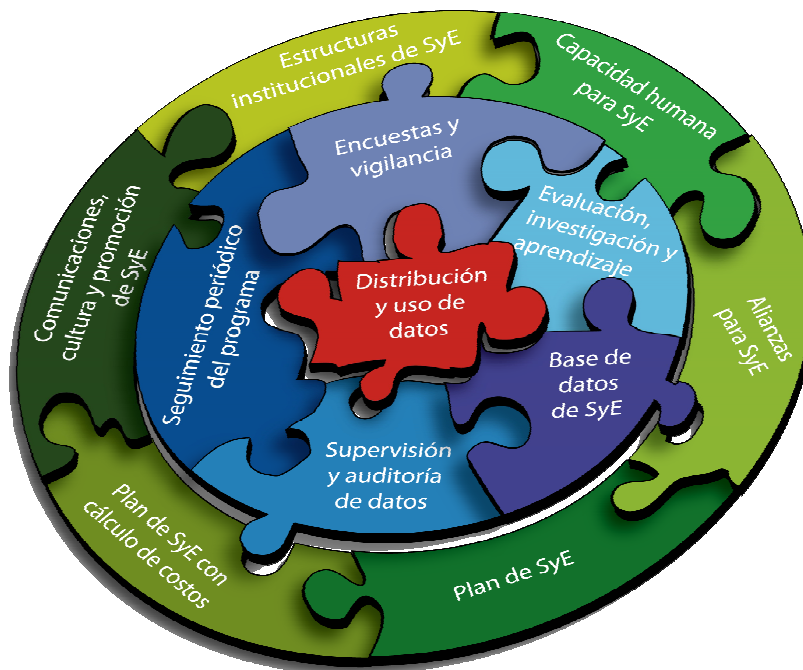 Estructuras
institucionales de SyE
Capacidad humana
para SyE
Alianzas
para SyE
Plan de SyE
Plan de SyE con
cálculo de costos
Comunicaciones,
cultura y promoción
de SyE
Encuestas y
vigilancia
Evaluación,
investigación y
aprendizaje
Base de
datos
de SyE
Supervisión
y auditoría
de datos
Seguimiento periódico
del programa
Distribución
y uso de
datos